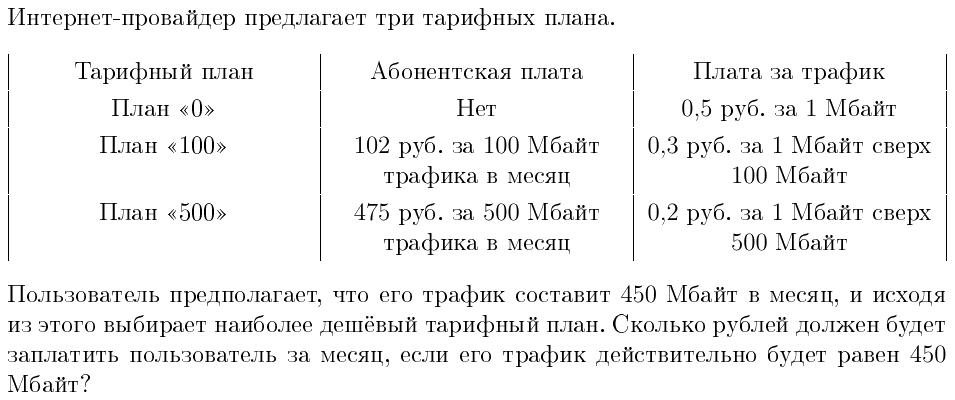 Интернет-провайдер предлагает три тарифных плана.
Тарифный план Абонентская плата Плата за трафик
План «0» Нет 0,5 руб. за 1 Мбайт
План «100» 102 руб. за 100 Мбайт 0,3 руб. за 1 Мбайт сверх
трафика в месяц 100 Мбайт
План «500» 475 руб. за 500 Мбайт 0,2 руб. за 1 Мбайт сверх
трафика в месяц 500 Мбайт
Пользователь предполагает, что его трафик составит 450 Мбайт в месяц, и исходя
из этого выбирает наиболее дешёвый тарифный план. Сколько рублей должен будет
заплатить пользователь за месяц, если его трафик действительно будет равен 450
Мбайт?